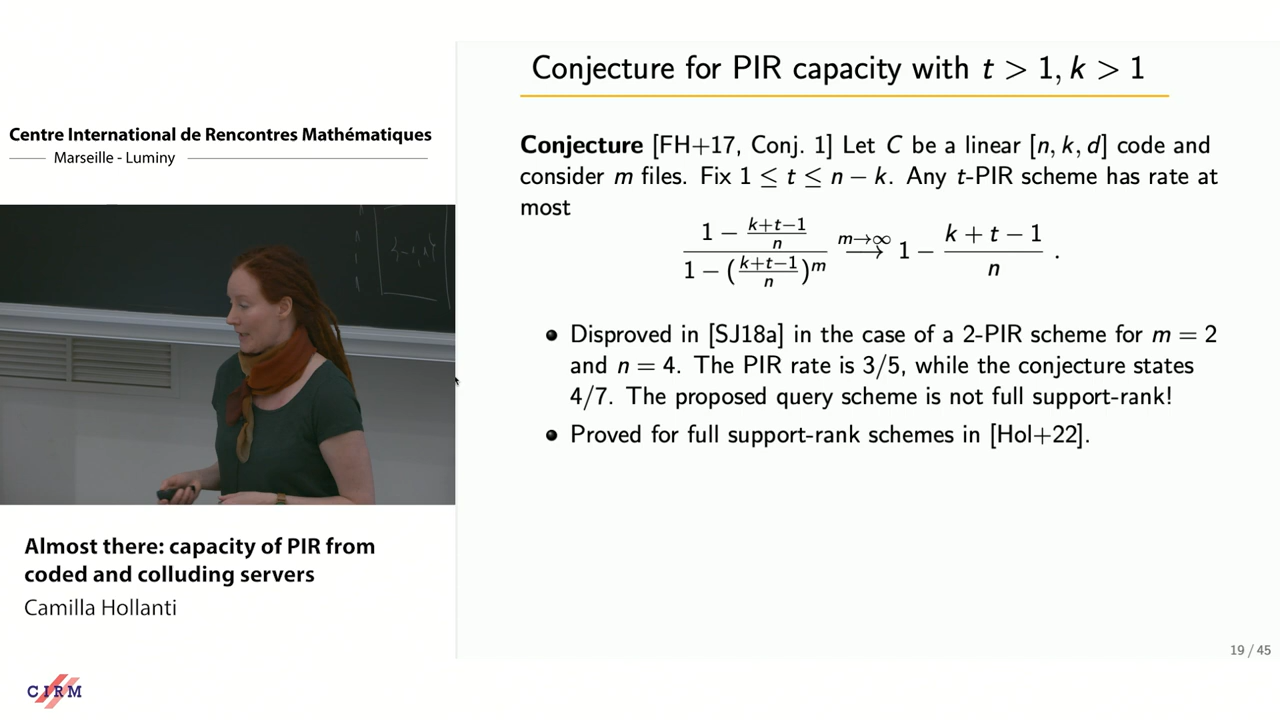 Centre International de Rencontres Mathématiques
Marseille - Luminy
Almost there: capacity of PIR from
coded and colluding servers
Camilla Hollanti
CIRM
Conjecture for PIR capacity with t > 1, k > 1
Conjecture [FH+17, Conj. 1] Let C be a linear [n, k, d] code and
consider m files. Fix 1 ≤ t ≤ n − k. Any t-PIR scheme has rate at
most
\frac{1 - \frac{k+t-1}{n}}{1 - (\frac{k+t-1}{n})^m} \xrightarrow{m→∞} 1 - \frac{k + t - 1}{n} .
• Disproved in [SJ18a] in the case of a 2-PIR scheme for m = 2
and n = 4. The PIR rate is 3/5, while the conjecture states
4/7. The proposed query scheme is not full support-rank!
• Proved for full support-rank schemes in [Hol+22].
19 / 45